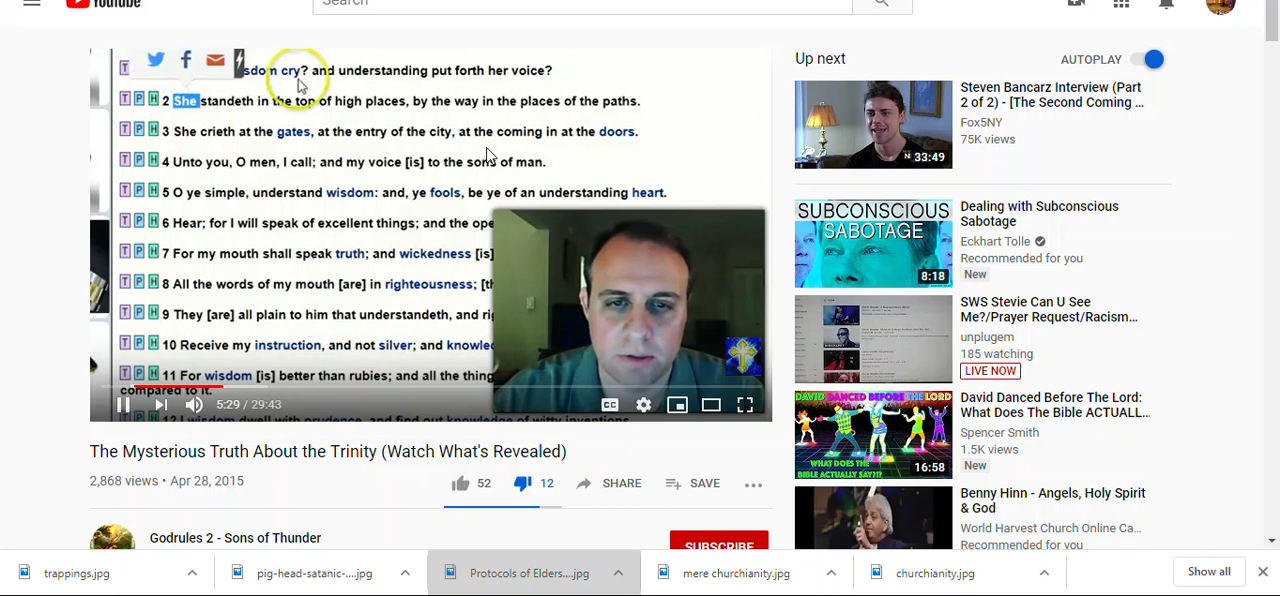 YouTube
Search
T sdom cry? and understanding put forth her voice?
T P H 2 She standeth in the top of high places, by the way in the places of the paths.
T P H 3 She crieth at the gates, at the entry of the city, at the coming in at the doors.
T P H 4 Unto you, O men, I call; and my voice [is] to the sons of man.
T P H 5 O ye simple, understand wisdom: and, ye fools, be ye of an understanding heart.
T P H 6 Hear; for I will speak of excellent things; and the ope
T P H 7 For my mouth shall speak truth; and wickedness [is]
T P H 8 All the words of my mouth [are] in righteousness; [th
T P H 9 They [are] all plain to him that understandeth, and ri
T P H 10 Receive my instruction, and not silver; and knowle
T P H 11 For wisdom [is] better than rubies; and all the thing
compared to it.
12 I wisdom dwell with prudence, and find out knowledge of witty inventions.
5:29 / 29:43
CC
The Mysterious Truth About the Trinity (Watch What's Revealed)
2,868 views • Apr 28, 2015
52
12
SHARE
SAVE
Godrules 2 - Sons of Thunder
SUBSCRIBE
Up next
AUTOPLAY
N 33:49
Steven Bancarz Interview (Part
2 of 2) - [The Second Coming ...
Fox5NY
75K views
SUBCONSCIOUS
SABOTAGE
8:18
Dealing with Subconscious
Sabotage
Eckhart Tolle
Recommended for you
New
SWS Stevie Can U See
Me?/Prayer Request/Racism...
unplugem
185 watching
LIVE NOW
DAVID DANCED BEFORE THE LORD
WHAT DOES THE
BIBLE ACTUALLY SAY?!?
16:58
David Danced Before The Lord:
What Does The Bible ACTUALL...
Spencer Smith
1.5K views
New
Benny Hinn - Angels, Holy Spirit
& God
World Harvest Church Online Ca...
Recommended for you
trappings.jpg
pig-head-satanic-....jpg
Protocols of Elders....jpg
mere churchianity.jpg
churchianity.jpg
Show all